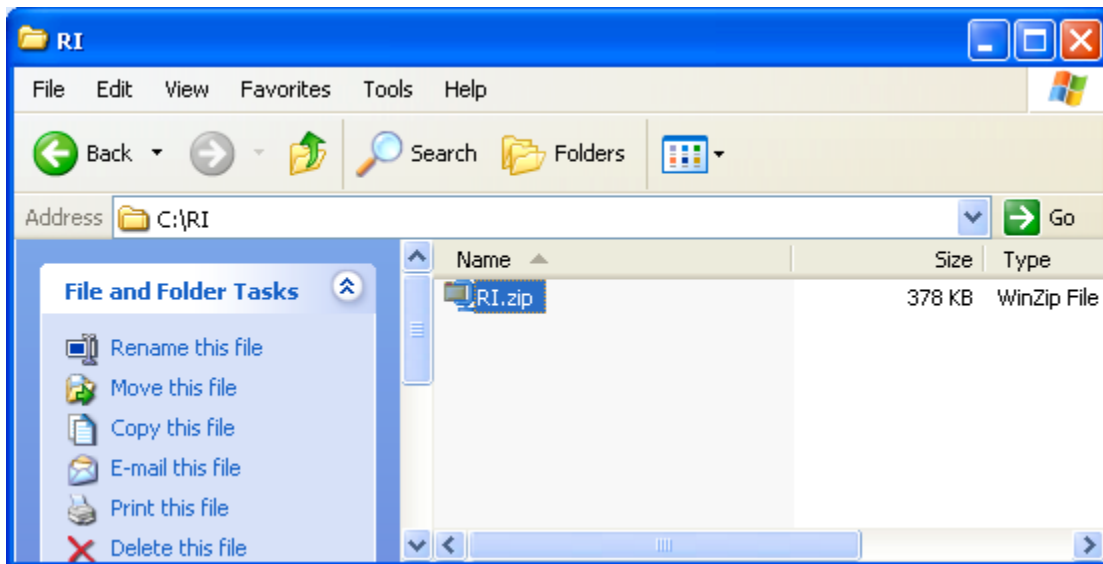 RI
File Edit View Favorites Tools Help
Back Search Folders
Address C:\RI Go
Name Size Type
File and Folder Tasks
RI.zip 378 KB WinZip File
Rename this file
Move this file
Copy this file
E-mail this file
Print this file
Delete this file